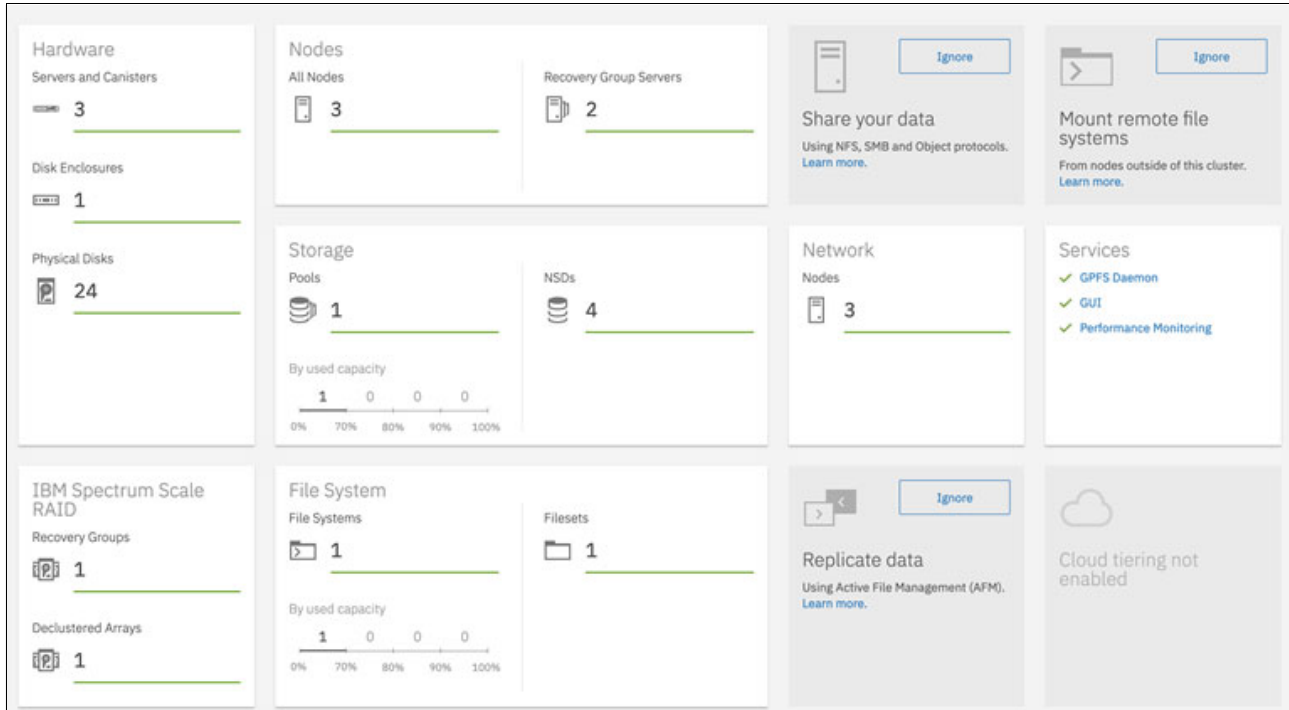 Hardware
Servers and Canisters
3
Disk Enclosures
1
Physical Disks
24
Nodes
All Nodes
3
Recovery Group Servers
2
Ignore
Share your data
Using NFS, SMB and Object protocols.
Learn more.
Ignore
Mount remote file
systems
From nodes outside of this cluster.
Learn more.
Storage
Pools
1
By used capacity
1 0 0 0
0% 70% 80% 90% 100%
NSDs
4
Network
Nodes
3
Services
GPFS Daemon
GUI
Performance Monitoring
IBM Spectrum Scale
RAID
Recovery Groups
1
Declustered Arrays
1
File System
File Systems
1
By used capacity
1 0 0 0
0% 70% 80% 90% 100%
Filesets
1
Ignore
Replicate data
Using Active File Management (AFM).
Learn more.
Cloud tiering not
enabled